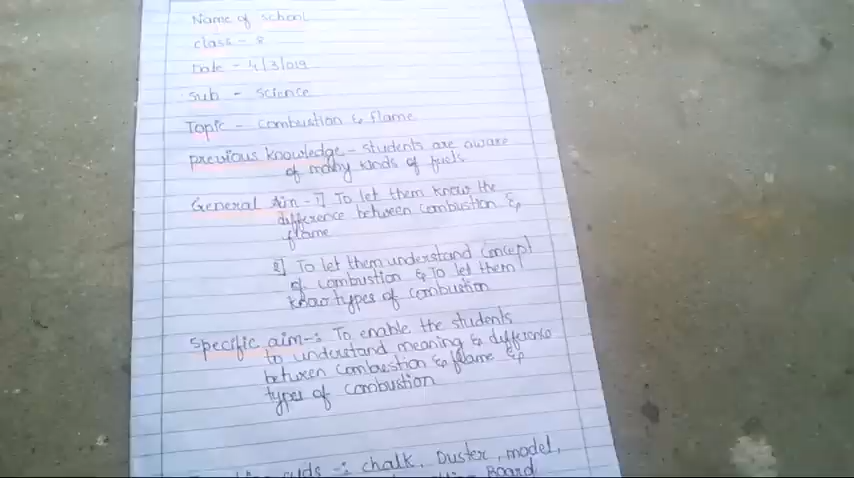 Name of school
class - 8
Date - 4/3/019
Sub - science
Topic - combustion & flame
previous knowledge - students are aware
of many kinds of fuels.
General Aim - 1] To let them know the
difference between combustion &
flame
2] To let them understand concept
of combustion & To let them
know types of combustion
Specific aim-: To enable the students
to understand meaning & difference
between combustion & flame &
types of combustion
aids -: chalk, Duster, model,
Board